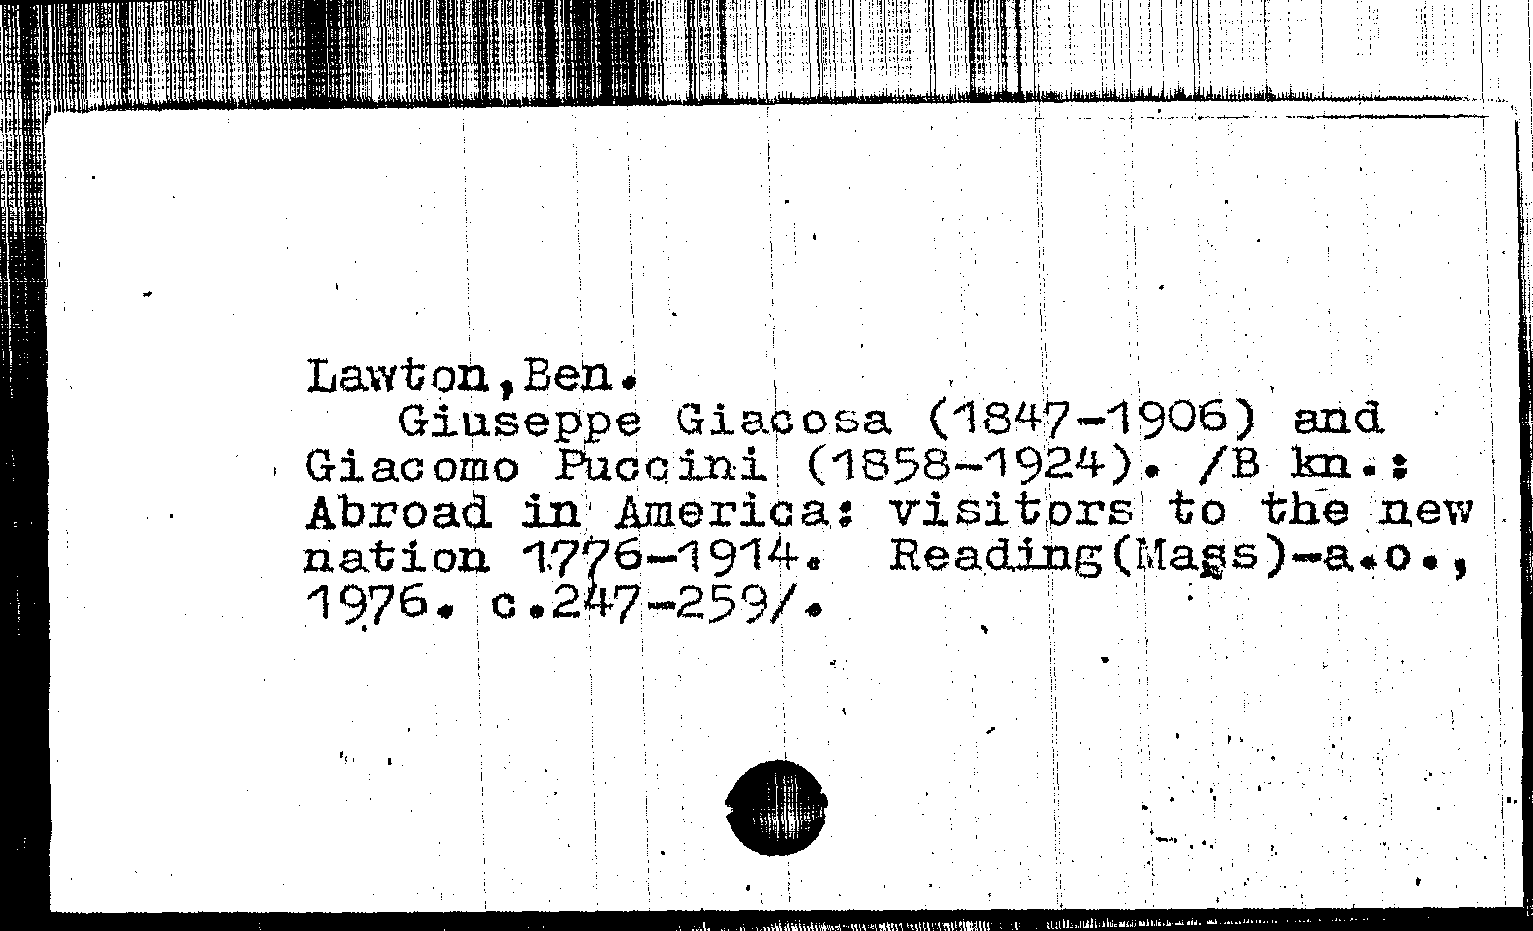 Lawton,Ben.
Giuseppe Giacosa (1847-1906) and
Giacomo Puccini (1858-1924). /B kn.:
Abroad in America: visitors to the new
nation 1776-1914. Reading(Mass)-a.o.,
1976. c.247-259/.